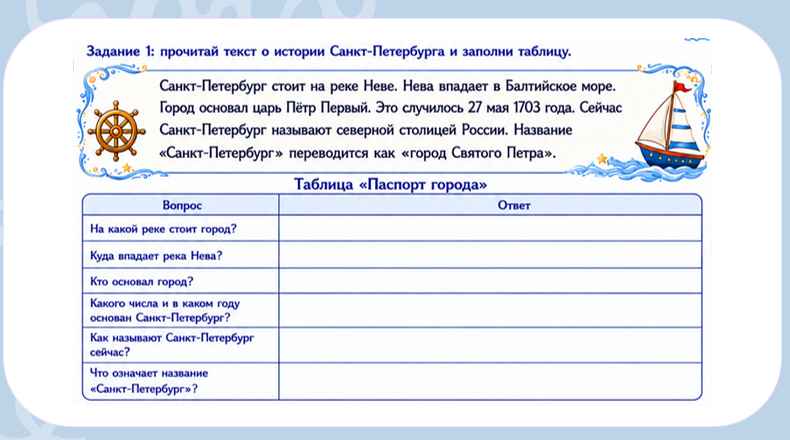 Задание 1: прочитай текст о истории Санкт-Петербурга и заполни таблицу.
Санкт-Петербург стоит на реке Неве. Нева впадает в Балтийское море.
Город основал царь Пётр Первый. Это случилось 27 мая 1703 года. Сейчас
Санкт-Петербург называют северной столицей России. Название
«Санкт-Петербург» переводится как «город Святого Петра».
Таблица «Паспорт города»
Вопрос
Ответ
На какой реке стоит город?
Куда впадает река Нева?
Кто основал город?
Какого числа и в каком году
основан Санкт-Петербург?
Как называют Санкт-Петербург
сейчас?
Что означает название
«Санкт-Петербург»?